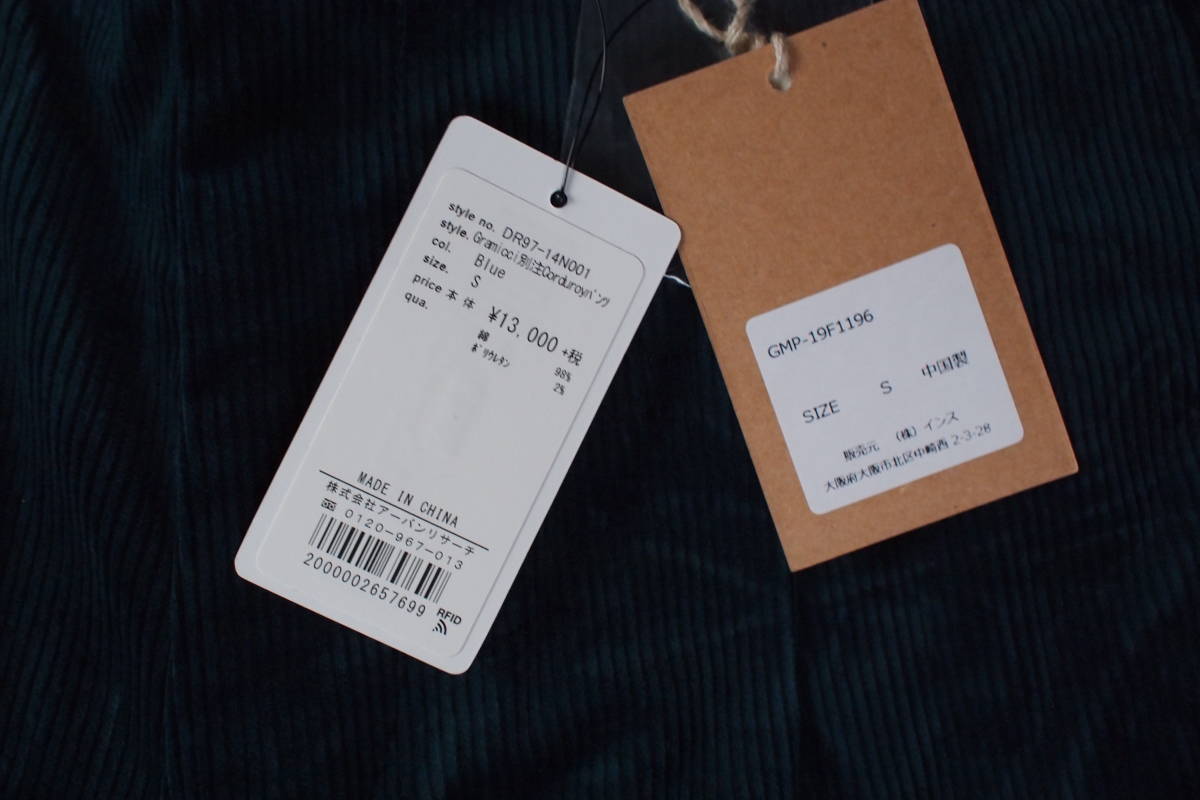 style no. DR97-14N001
style. Gramicci別注Corduroyパンツ
col. Blue
size. S
price 本体 ¥13,000 +税
qua. 綿 98%
ポリウレタン 2%
MADE IN CHINA
株式会社アーバンリサーチ
0120-967-013
2000002657699
RFID
GMP-19F1196
SIZE S 中国製
販売元 (株)インス
大阪府大阪市北区中崎西 2-3-28